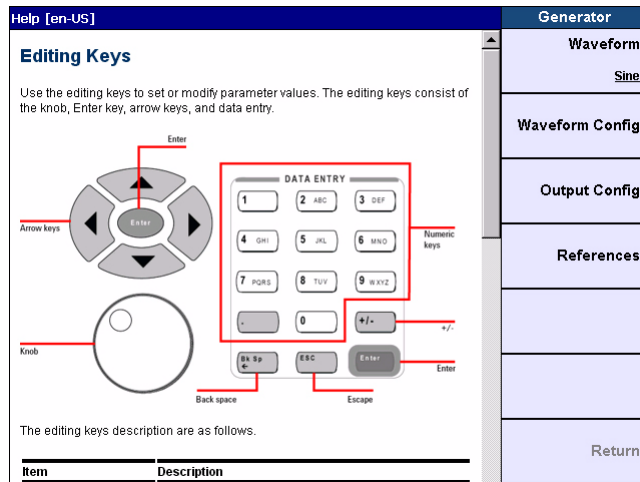 Help [en-US]
Generator
Editing Keys
Use the editing keys to set or modify parameter values. The editing keys consist of
the knob, Enter key, arrow keys, and data entry.
Enter
Enter
Arrow keys
Knob
DATA ENTRY
1
2 ABC
3 DEF
4 GHI
5 JKL
6 MNO
7 PQRS
8 TUV
9 WXYZ
.
0
+/-
Bk Sp
←
ESC
Enter
Numeric
keys
+/-
Enter
Back space
Escape
The editing keys description are as follows.
Item Description
Waveform
Sine
Waveform Config
Output Config
References
Return